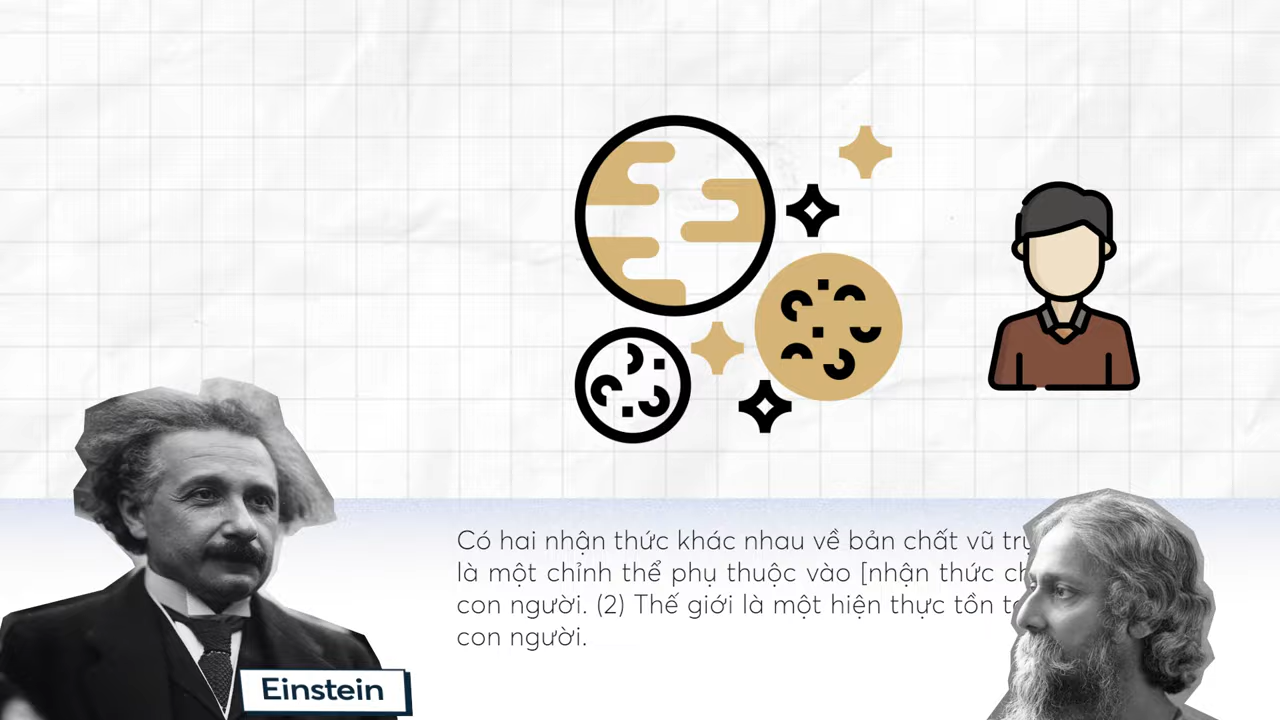 Có hai nhận thức khác nhau về bản chất vũ
là một chỉnh thể phụ thuộc vào [nhận thức
con người. (2) Thế giới là một hiện thực tồn
con người.
Einstein